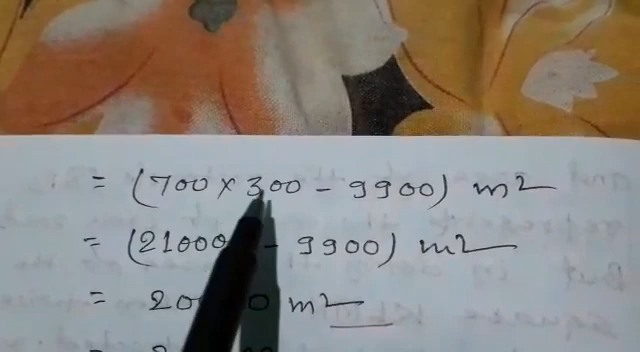 = (700 × 300 - 9900) m²
= (21000 - 9900) m²
= m²